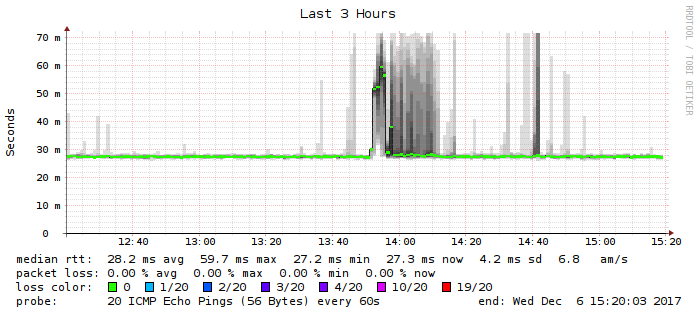 Last 3 Hours
RRDTOOL / TOBI OETIKER
Seconds
70 m
60 m
50 m
40 m
30 m
20 m
10 m
0
12:40 13:00 13:20 13:40 14:00 14:20 14:40 15:00 15:20
median rtt: 28.2 ms avg 59.7 ms max 27.2 ms min 27.3 ms now 4.2 ms sd 6.8 am/s
packet loss: 0.00 % avg 0.00 % max 0.00 % min 0.00 % now
loss color: 0 1/20 2/20 3/20 4/20 10/20 19/20
probe: 20 ICMP Echo Pings (56 Bytes) every 60s end: Wed Dec 6 15:20:03 2017